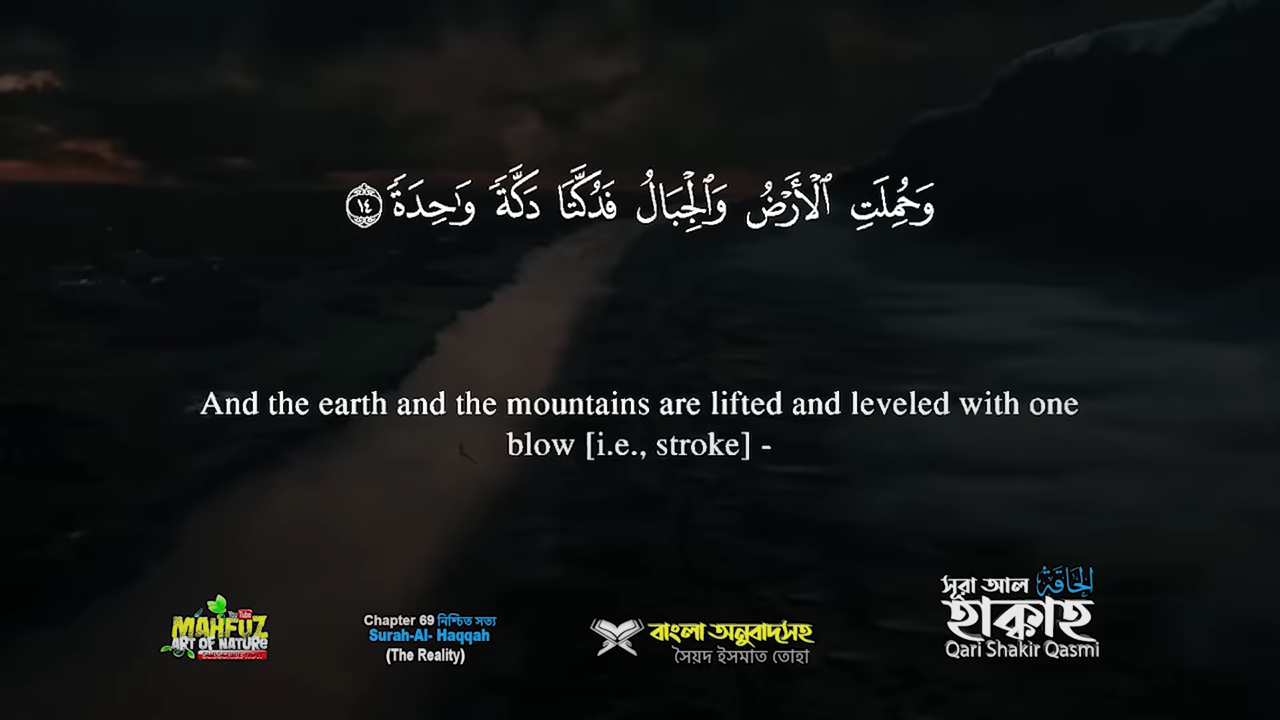 وَحُمِلَتِ ٱلْأَرْضُ وَٱلْجِبَالُ فَدُكَّتَا دَكَّةً وَٰحِدَةً ١٤
And the earth and the mountains are lifted and leveled with one
blow [i.e., stroke] -
You Tube
MAHFUZ
ART OF NATURE
Chapter 69 নিশ্চিত সত্য
Surah-Al- Haqqah
(The Reality)
বাংলা অনুবাদসহ
সৈয়দ ইসমাত তোহা
সূরা আল الحاقة
হাক্কাহ
Qari Shakir Qasmi